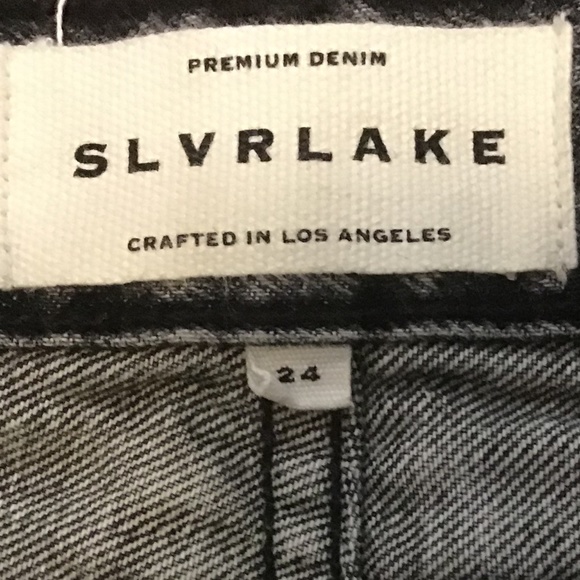 PREMIUM DENIM
SLVRLAKE
CRAFTED IN LOS ANGELES
24